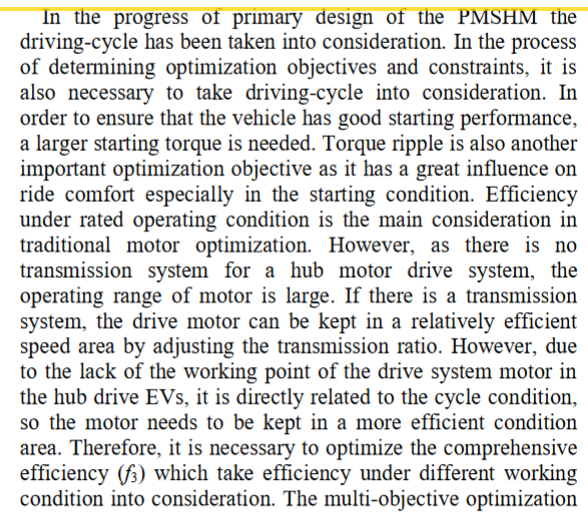 In the progress of primary design of the PMSHM the
driving-cycle has been taken into consideration. In the process
of determining optimization objectives and constraints, it is
also necessary to take driving-cycle into consideration. In
order to ensure that the vehicle has good starting performance,
a larger starting torque is needed. Torque ripple is also another
important optimization objective as it has a great influence on
ride comfort especially in the starting condition. Efficiency
under rated operating condition is the main consideration in
traditional motor optimization. However, as there is no
transmission system for a hub motor drive system, the
operating range of motor is large. If there is a transmission
system, the drive motor can be kept in a relatively efficient
speed area by adjusting the transmission ratio. However, due
to the lack of the working point of the drive system motor in
the hub drive EVs, it is directly related to the cycle condition,
so the motor needs to be kept in a more efficient condition
area. Therefore, it is necessary to optimize the comprehensive
efficiency (f3) which take efficiency under different working
condition into consideration. The multi-objective optimization